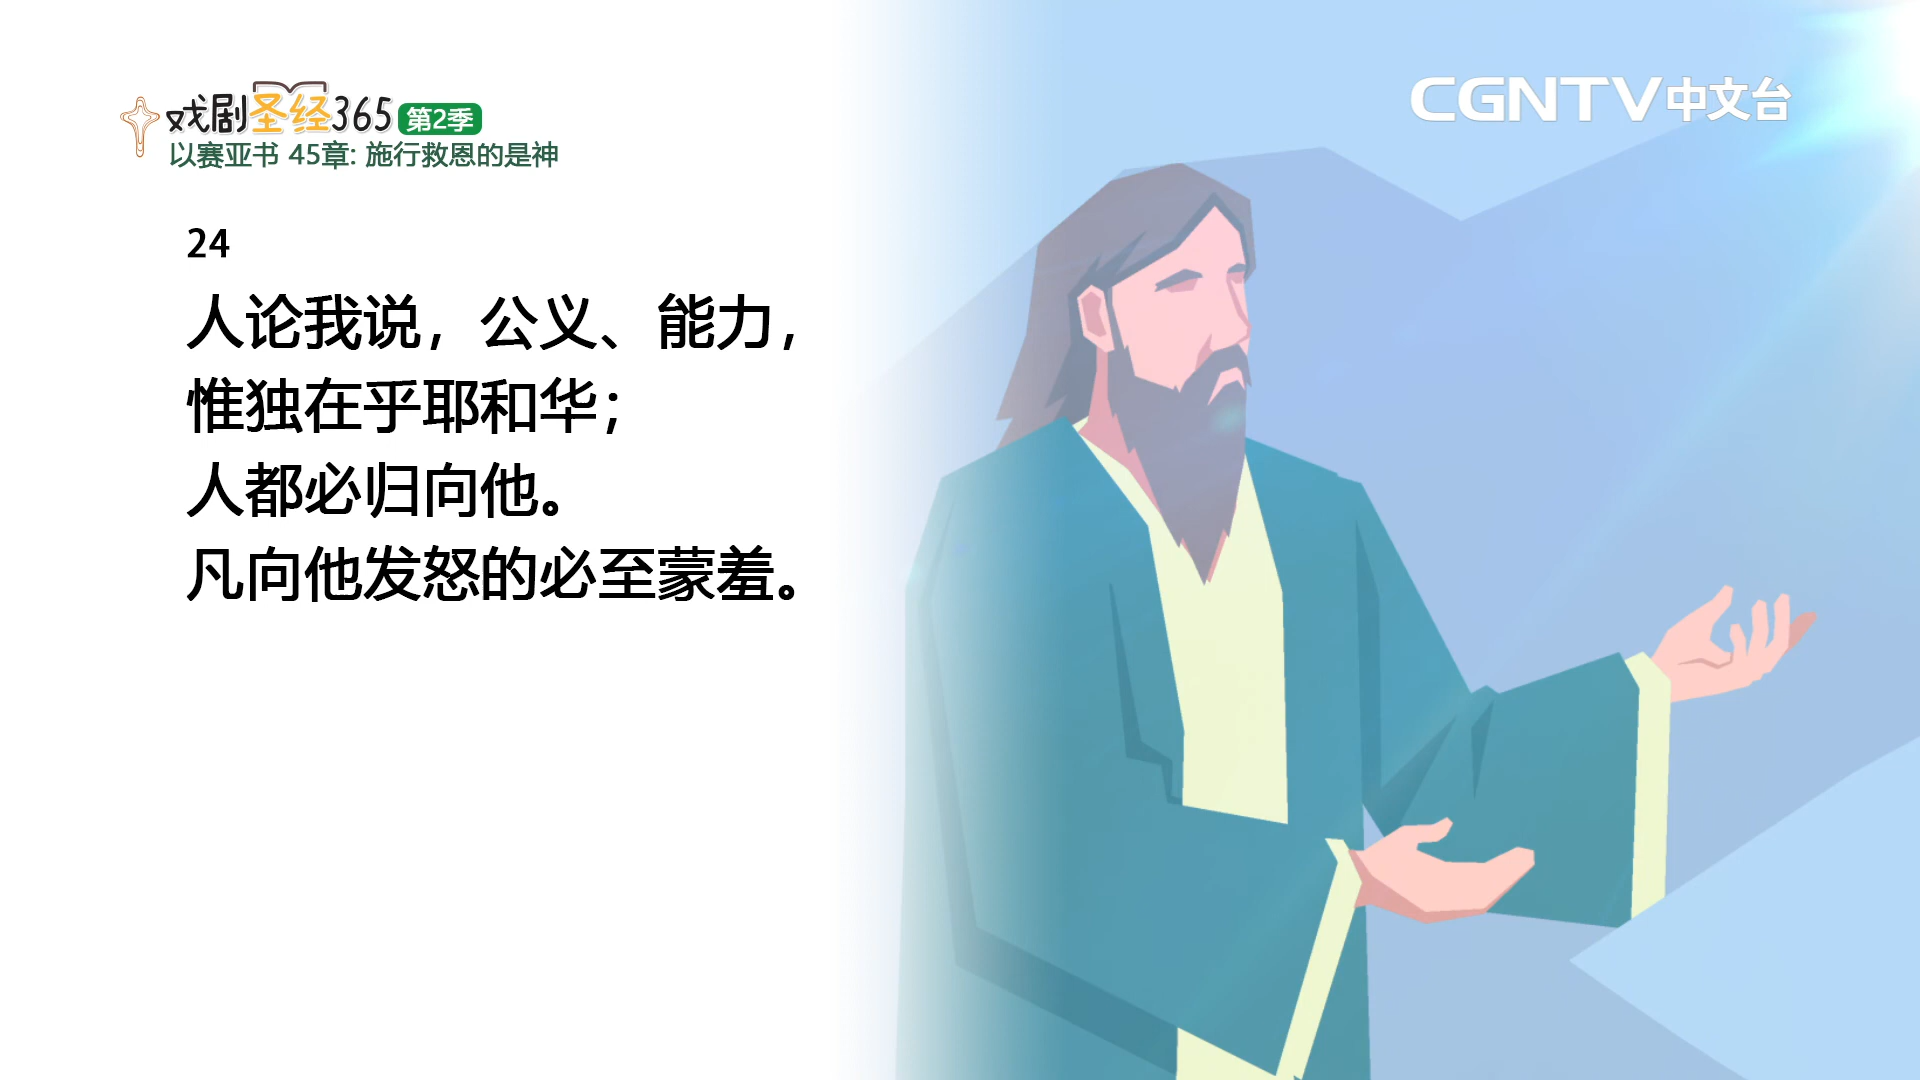 戏剧圣经365 第2季
CGNTV中文台
以赛亚书 45章: 施行救恩的是神
24
人论我说，公义、能力，
惟独在乎耶和华；
人都必归向他。
凡向他发怒的必至蒙羞。